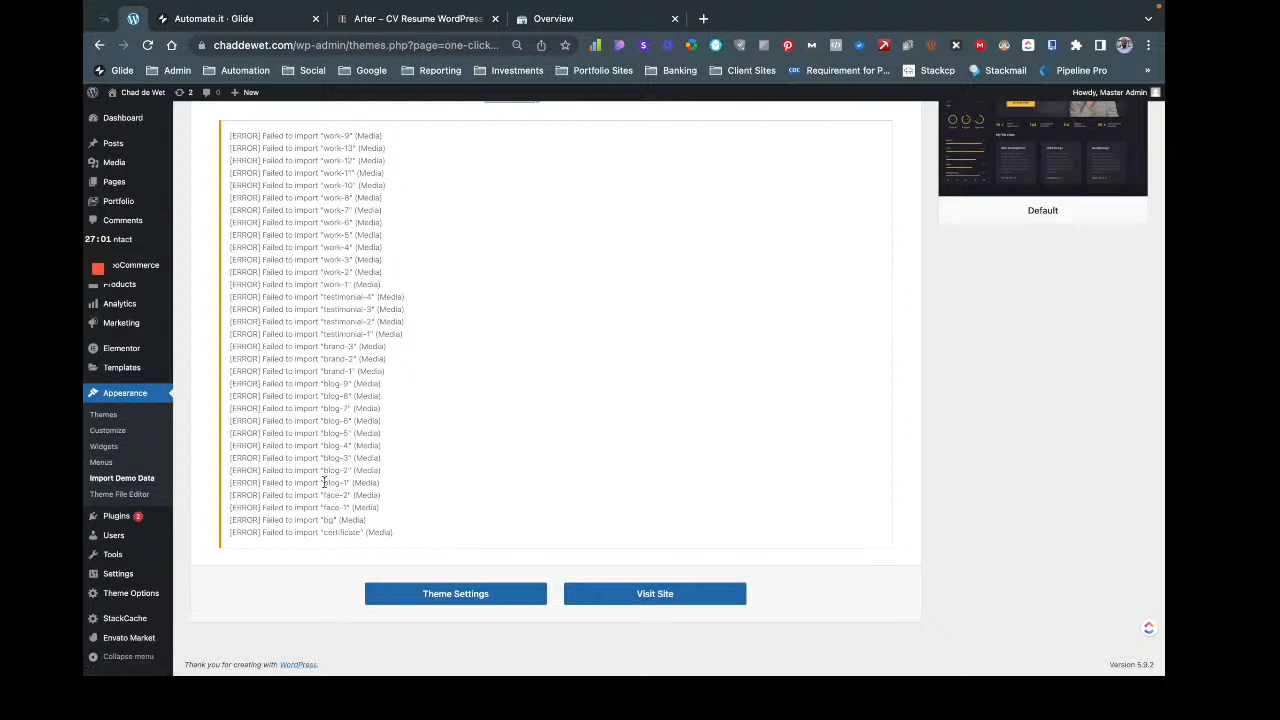 Automate.it · Glide
Arter – CV Resume WordPress
Overview
chaddewet.com/wp-admin/themes.php?page=one-click...
Glide
Admin
Automation
Social
Google
Reporting
Investments
Portfolio Sites
Banking
Client Sites
CDC
Requirement for P...
Stackcp
Stackmail
Pipeline Pro
Chad de Wet
2
0
New
Howdy, Master Admin
Dashboard
Posts
Media
Pages
Portfolio
Comments
27:01
ntact
ooCommerce
Products
Analytics
Marketing
Elementor
Templates
Appearance
Themes
Customize
Widgets
Menus
Import Demo Data
Theme File Editor
Plugins 2
Users
Tools
Settings
Theme Options
StackCache
Envato Market
Collapse menu
[ERROR] Failed to import "work-9" (Media)
[ERROR] Failed to import "work-13" (Media)
[ERROR] Failed to import "work-12" (Media)
[ERROR] Failed to import "work-11" (Media)
[ERROR] Failed to import "work-10" (Media)
[ERROR] Failed to import "work-8" (Media)
[ERROR] Failed to import "work-7" (Media)
[ERROR] Failed to import "work-6" (Media)
[ERROR] Failed to import "work-5" (Media)
[ERROR] Failed to import "work-4" (Media)
[ERROR] Failed to import "work-3" (Media)
[ERROR] Failed to import "work-2" (Media)
[ERROR] Failed to import "work-1" (Media)
[ERROR] Failed to import "testimonial-4" (Media)
[ERROR] Failed to import "testimonial-3" (Media)
[ERROR] Failed to import "testimonial-2" (Media)
[ERROR] Failed to import "testimonial-1" (Media)
[ERROR] Failed to import "brand-3" (Media)
[ERROR] Failed to import "brand-2" (Media)
[ERROR] Failed to import "brand-1" (Media)
[ERROR] Failed to import "blog-9" (Media)
[ERROR] Failed to import "blog-8" (Media)
[ERROR] Failed to import "blog-7" (Media)
[ERROR] Failed to import "blog-6" (Media)
[ERROR] Failed to import "blog-5" (Media)
[ERROR] Failed to import "blog-4" (Media)
[ERROR] Failed to import "blog-3" (Media)
[ERROR] Failed to import "blog-2" (Media)
[ERROR] Failed to import "blog-1" (Media)
[ERROR] Failed to import "face-2" (Media)
[ERROR] Failed to import "face-1" (Media)
[ERROR] Failed to import "bg" (Media)
[ERROR] Failed to import "certificate" (Media)
Theme Settings
Visit Site
My Services
Default
Thank you for creating with WordPress.
Version 5.9.2